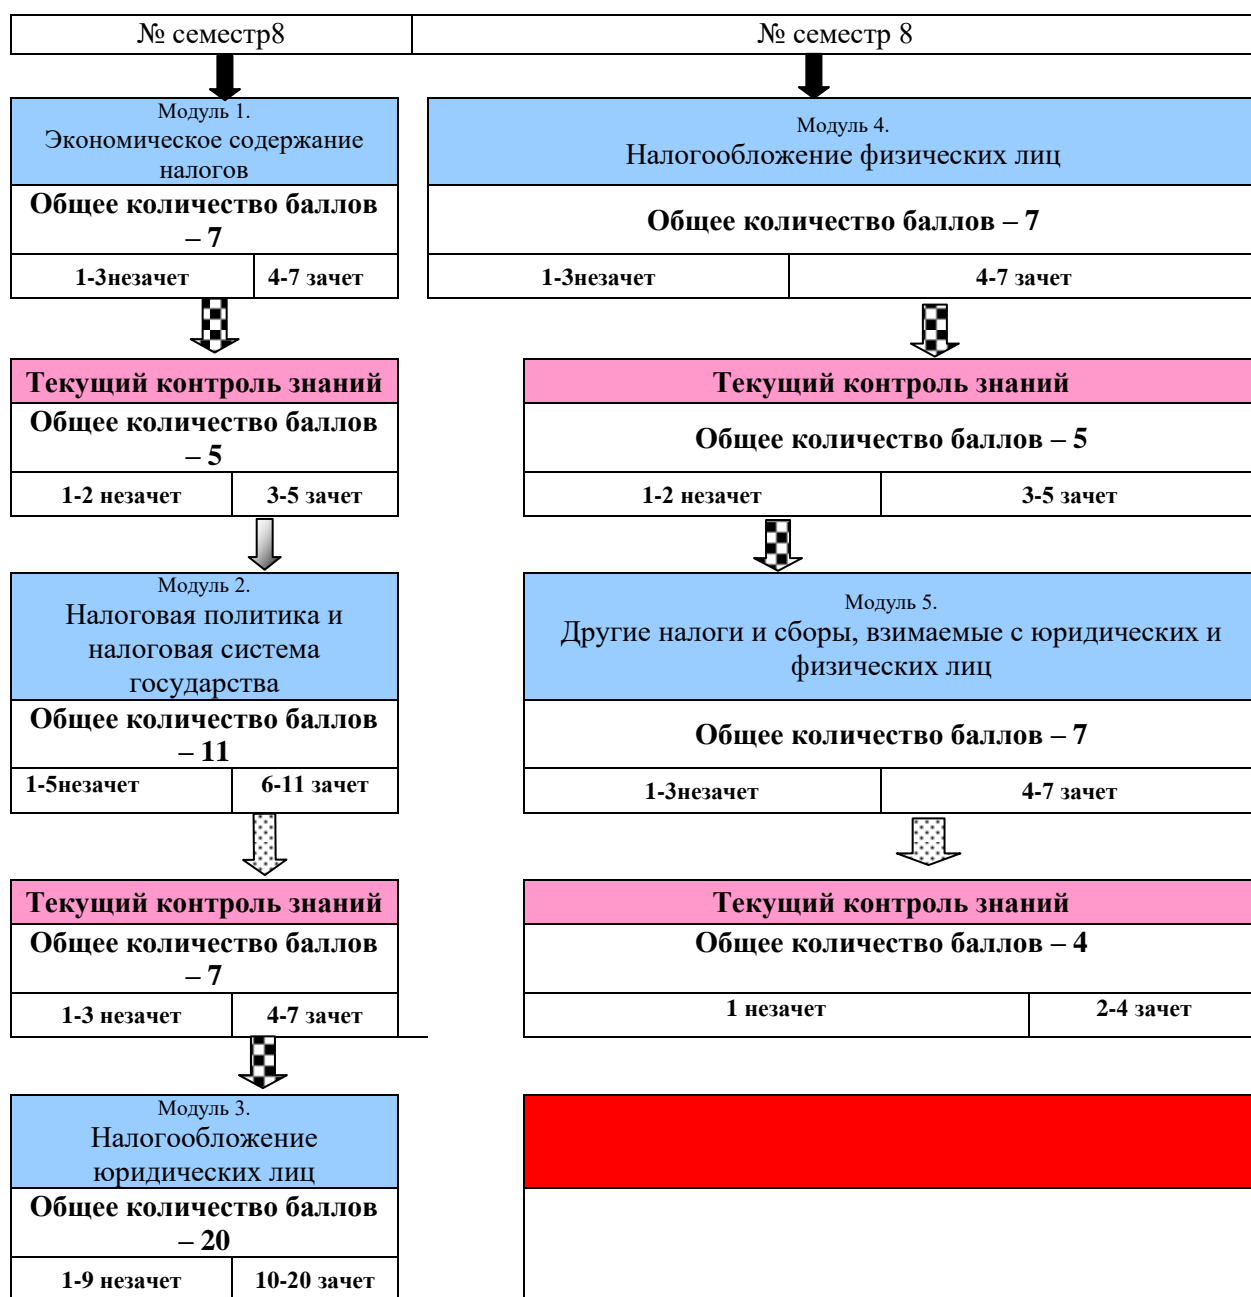 № семестр8
№ семестр 8
Модуль 1.
Экономическое содержание
налогов
Общее количество баллов
– 7
1-3незачет
4-7 зачет
Текущий контроль знаний
Общее количество баллов
– 5
1-2 незачет
3-5 зачет
Модуль 2.
Налоговая политика и
налоговая система
государства
Общее количество баллов
– 11
1-5незачет
6-11 зачет
Текущий контроль знаний
Общее количество баллов
– 7
1-3 незачет
4-7 зачет
Модуль 3.
Налогообложение
юридических лиц
Общее количество баллов
– 20
1-9 незачет
10-20 зачет
Модуль 4.
Налогообложение физических лиц
Общее количество баллов – 7
1-3незачет
4-7 зачет
Текущий контроль знаний
Общее количество баллов – 5
1-2 незачет
3-5 зачет
Модуль 5.
Другие налоги и сборы, взимаемые с юридических и
физических лиц
Общее количество баллов – 7
1-3незачет
4-7 зачет
Текущий контроль знаний
Общее количество баллов – 4
1 незачет
2-4 зачет